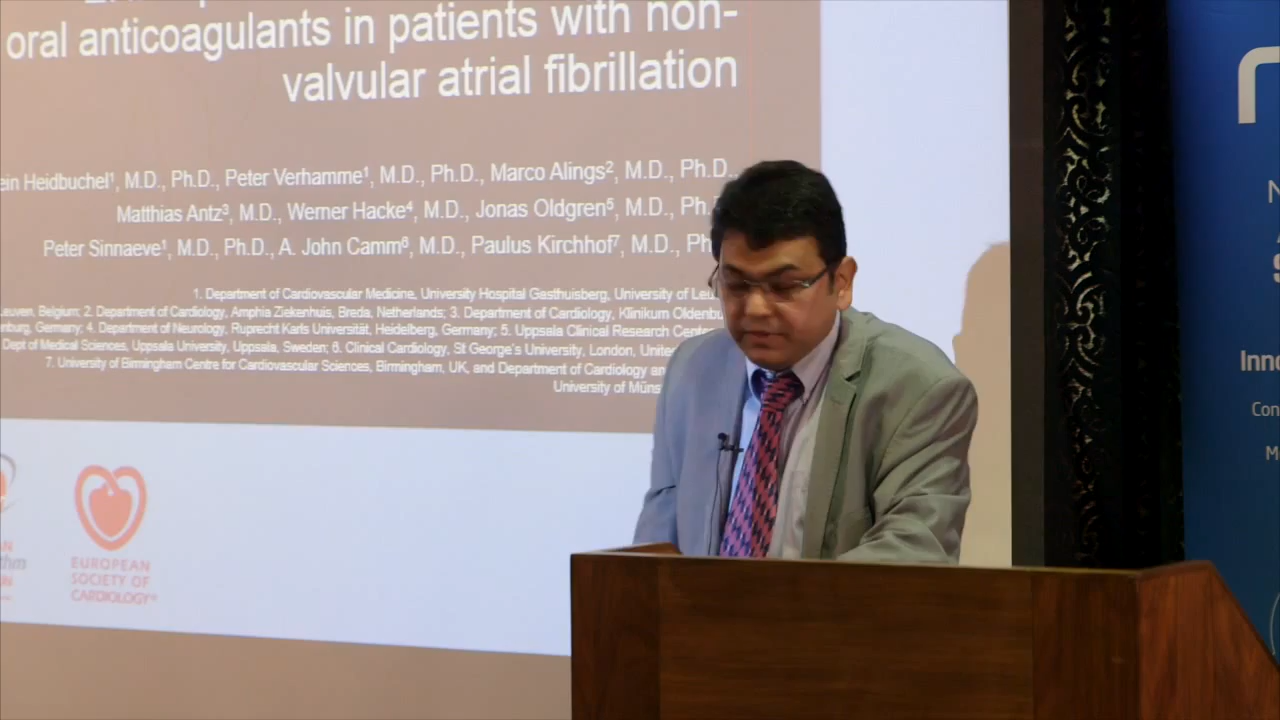 oral anticoagulants in patients with non-
valvular atrial fibrillation
Heidbuchel¹, M.D., Ph.D., Peter Verhamme¹, M.D., Ph.D., Marco Alings², M.D., Ph.D.,
Matthias Antz³, M.D., Werner Hacke⁴, M.D., Jonas Oldgren⁵, M.D., Ph.
Peter Sinnaeve¹, M.D., Ph.D., A. John Camm⁶, M.D., Paulus Kirchhof⁷, M.D., Ph
1. Department of Cardiovascular Medicine, University Hospital Gasthuisberg, University of
Leuven, Belgium; 2. Department of Cardiology, Amphia Ziekenhuis, Breda, Netherlands; 3. Department of Cardiology, Klinikum
Germany; 4. Department of Neurology, Ruprecht Karls Universität, Heidelberg, Germany; 5. Uppsala Clinical Research
Dept of Medical Sciences, Uppsala University, Uppsala, Sweden; 6. Clinical Cardiology, St George's University, London,
7. University of Birmingham Centre for Cardiovascular Sciences, Birmingham, UK, and Department of Cardiology
University of
EUROPEAN
SOCIETY OF
CARDIOLOGY®